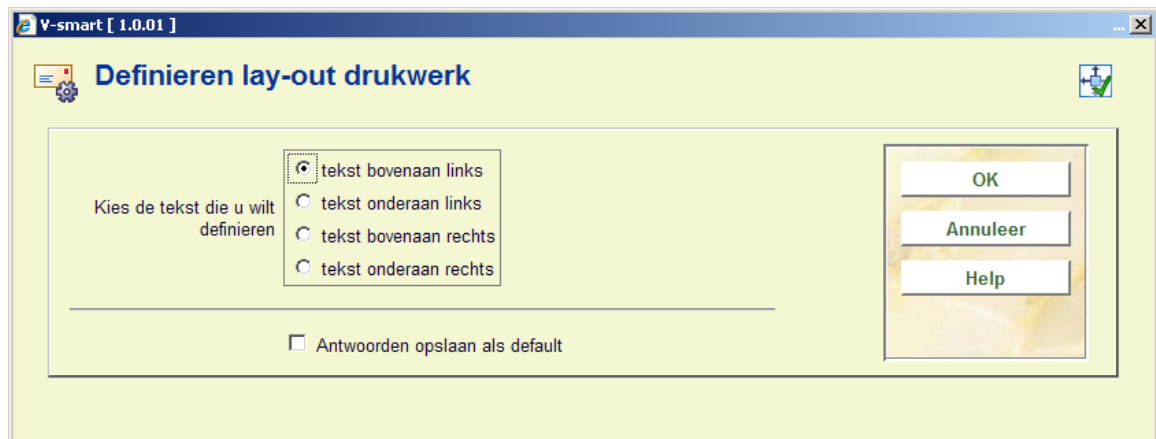 V-smart [ 1.0.01 ]
...
Definieren lay-out drukwerk
Kies de tekst die u wilt
definieren
tekst bovenaan links
tekst onderaan links
tekst bovenaan rechts
tekst onderaan rechts
Antwoorden opslaan als default
OK
Annuleer
Help